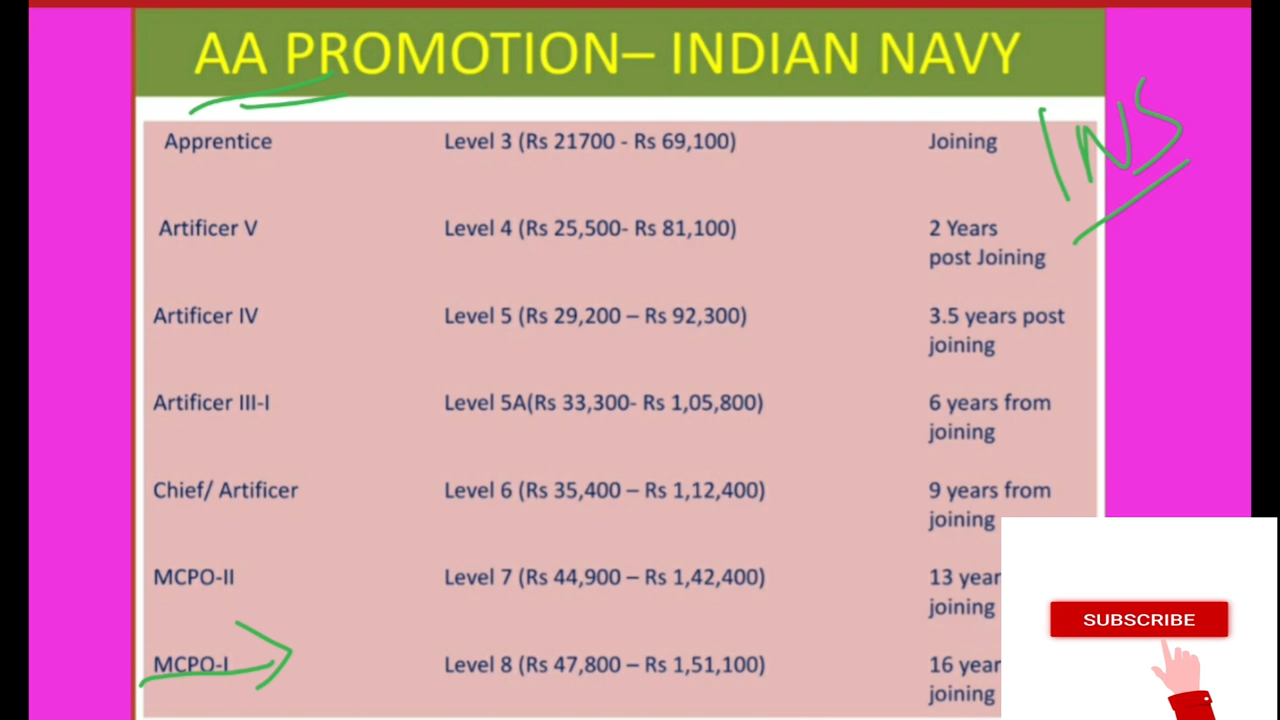 AA PROMOTION– INDIAN NAVY
INS
Apprentice Level 3 (Rs 21700 - Rs 69,100) Joining
Artificer V Level 4 (Rs 25,500- Rs 81,100) 2 Years
post Joining
Artificer IV Level 5 (Rs 29,200 – Rs 92,300) 3.5 years post
joining
Artificer III-I Level 5A(Rs 33,300- Rs 1,05,800) 6 years from
joining
Chief/ Artificer Level 6 (Rs 35,400 – Rs 1,12,400) 9 years from
joining
MCPO-II Level 7 (Rs 44,900 – Rs 1,42,400) 13 year
joining
MCPO-I Level 8 (Rs 47,800 – Rs 1,51,100) 16 year
joining
SUBSCRIBE